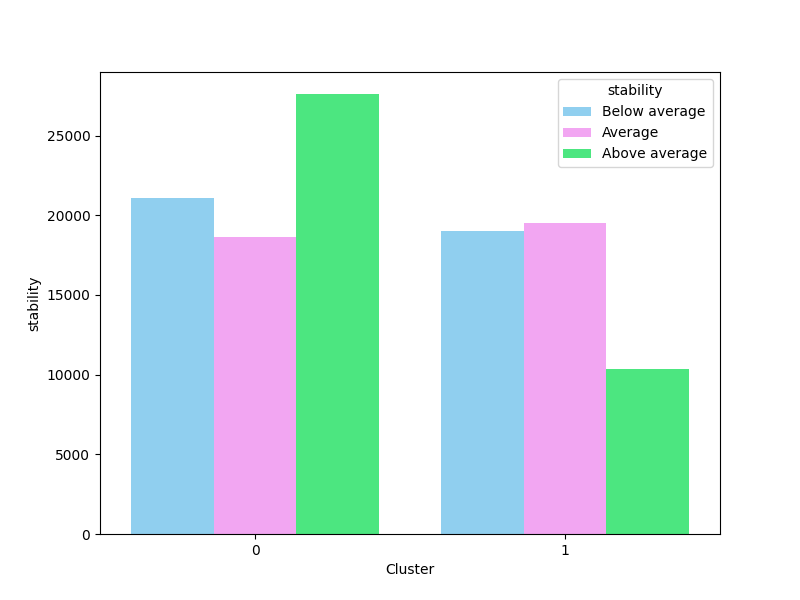 stability
Below average
Average
Above average
25000
20000
15000
10000
5000
0
stability
0
1
Cluster